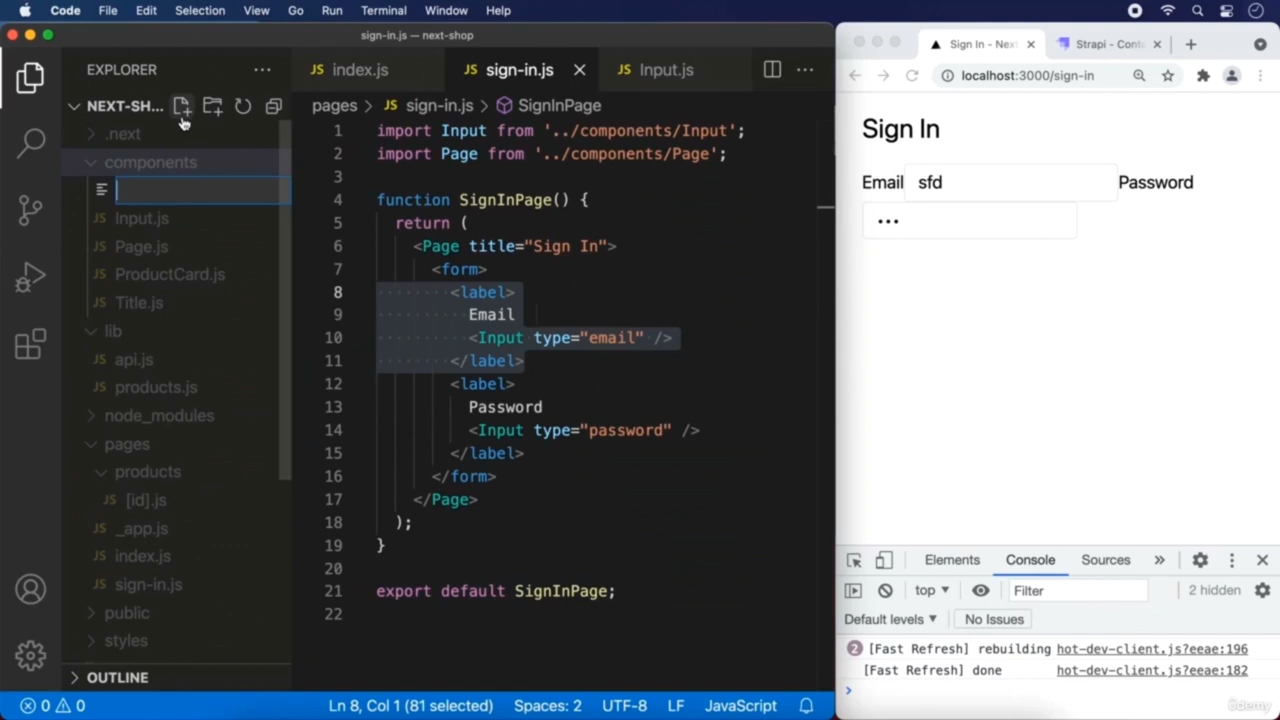 Code File Edit Selection View Go Run Terminal Window Help
sign-in.js — next-shop
EXPLORER
NEXT-SH...
.next
components
Input.js
Page.js
ProductCard.js
Title.js
lib
api.js
products.js
node_modules
pages
products
[id].js
_app.js
index.js
sign-in.js
public
styles
OUTLINE
JS index.js JS sign-in.js JS Input.js
pages > JS sign-in.js > SignInPage
1 import Input from '../components/Input';
2 import Page from '../components/Page';
3
4 function SignInPage() {
5 return (
6 <Page title="Sign In">
7 <form>
8 <label>
9 Email
10 <Input type="email" />
11 </label>
12 <label>
13 Password
14 <Input type="password" />
15 </label>
16 </form>
17 </Page>
18 );
19 }
20
21 export default SignInPage;
22
0 0 Ln 8, Col 1 (81 selected) Spaces: 2 UTF-8 LF JavaScript
Sign In - Next Strapi - Conte
localhost:3000/sign-in
Sign In
Email sfd Password
•••
Elements Console Sources »
top Filter 2 hidden
Default levels No Issues
2 [Fast Refresh] rebuilding hot-dev-client.js?eeae:196
[Fast Refresh] done hot-dev-client.js?eeae:182
Udemy